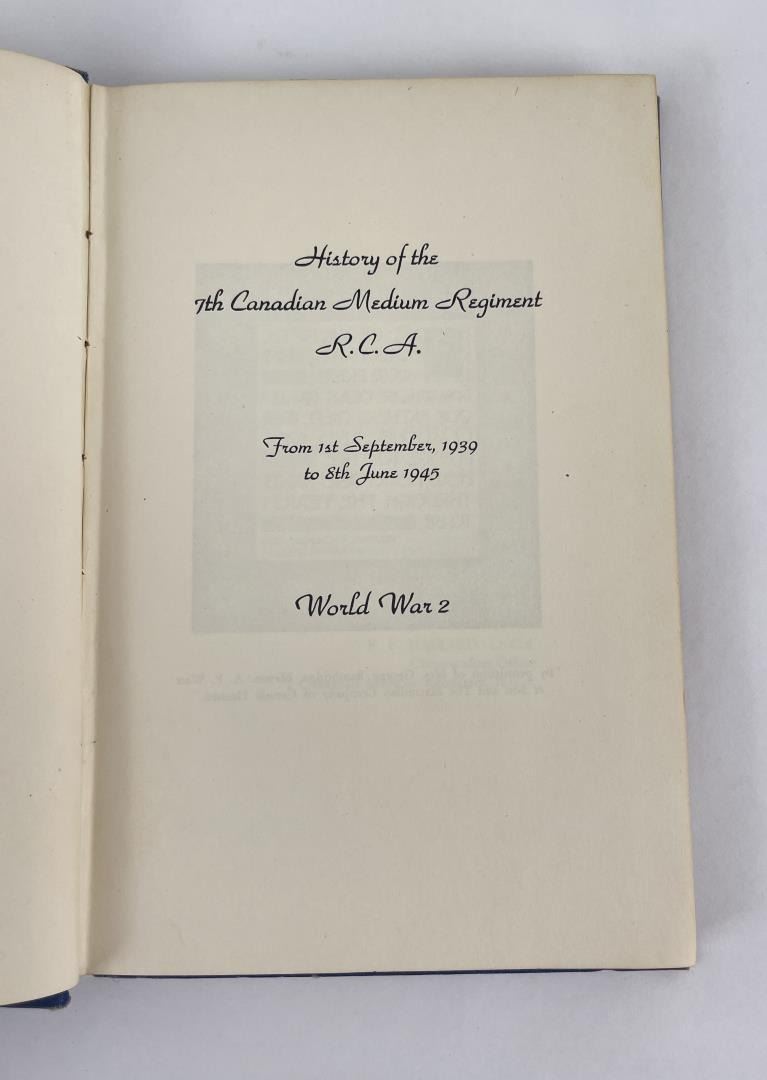 History of the
7th Canadian Medium Regiment
R. C. A.
From 1st September, 1939
to 8th June 1945
World War 2